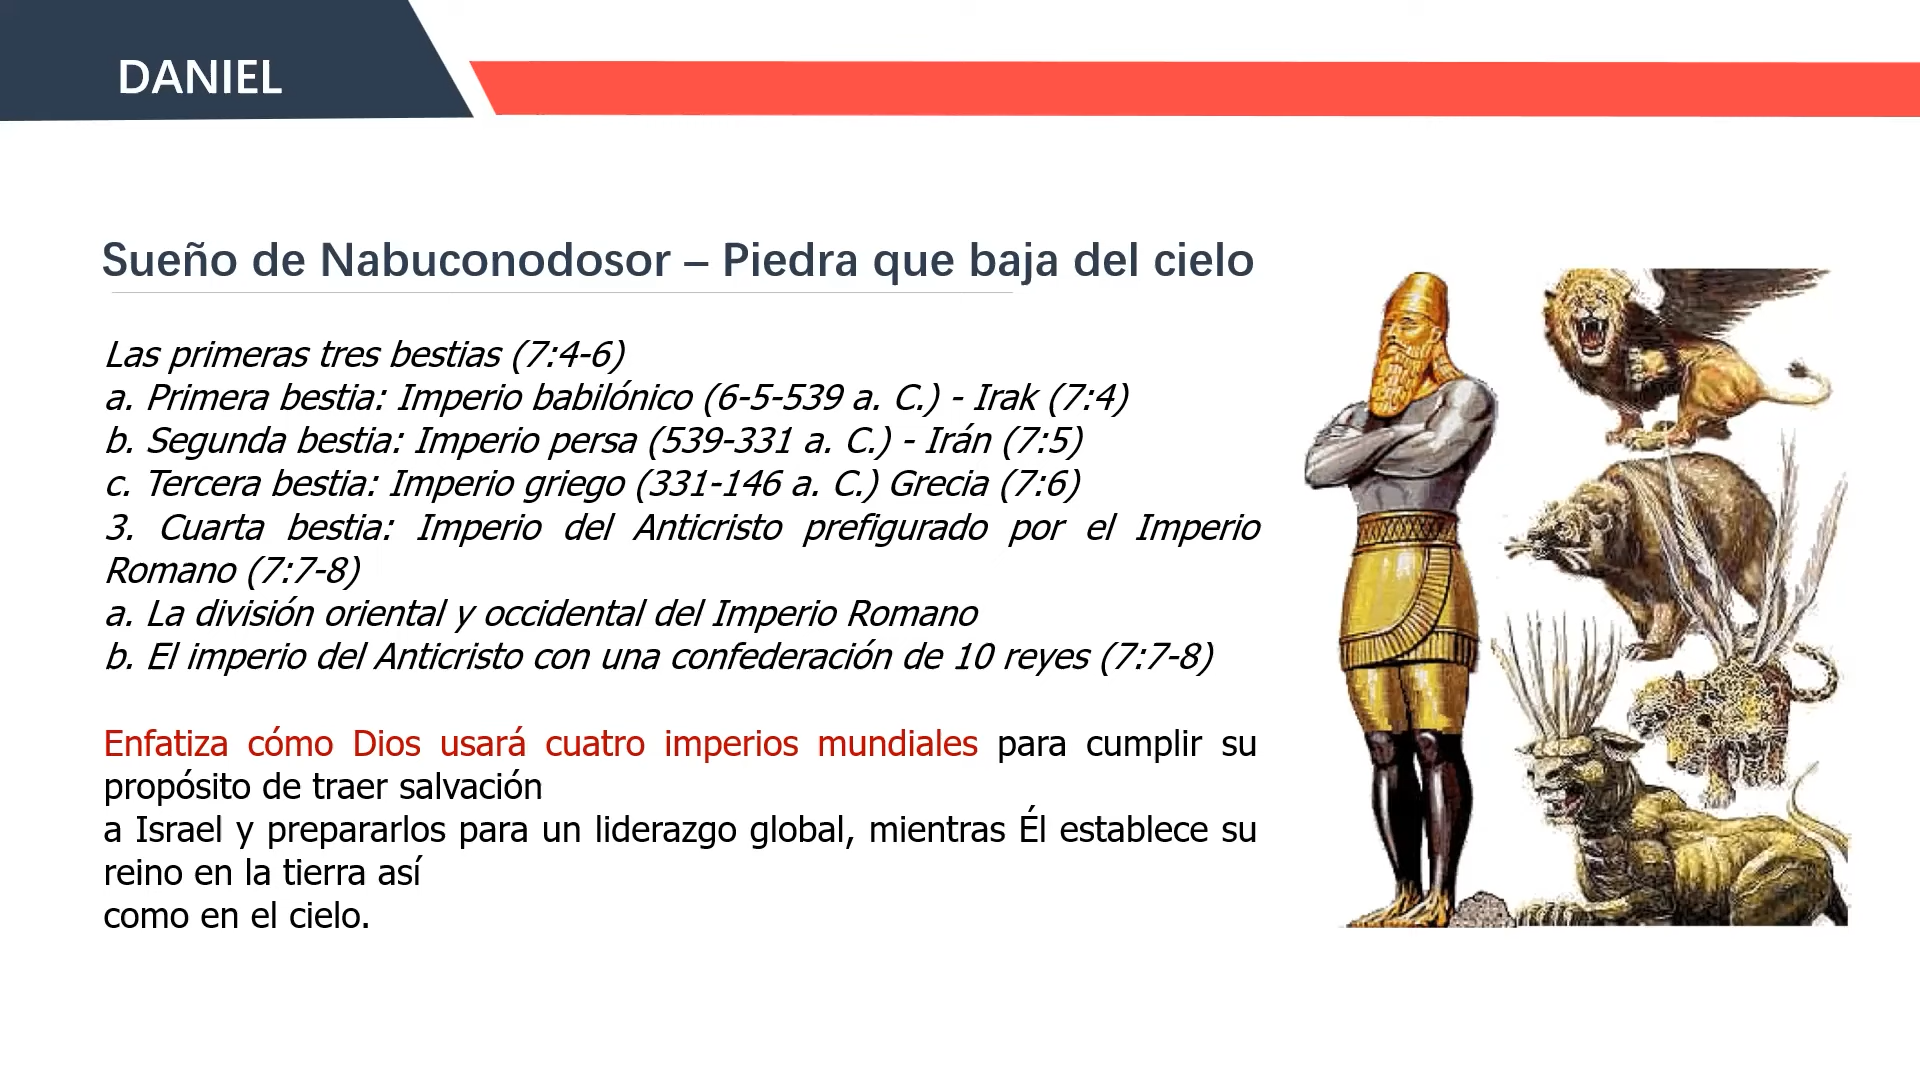 DANIEL
Sueño de Nabuconodosor – Piedra que baja del cielo
Las primeras tres bestias (7:4-6)
a. Primera bestia: Imperio babilónico (6-5-539 a. C.) - Irak (7:4)
b. Segunda bestia: Imperio persa (539-331 a. C.) - Irán (7:5)
c. Tercera bestia: Imperio griego (331-146 a. C.) Grecia (7:6)
3. Cuarta bestia: Imperio del Anticristo prefigurado por el Imperio
Romano (7:7-8)
a. La división oriental y occidental del Imperio Romano
b. El imperio del Anticristo con una confederación de 10 reyes (7:7-8)
Enfatiza cómo Dios usará cuatro imperios mundiales para cumplir su
propósito de traer salvación
a Israel y prepararlos para un liderazgo global, mientras Él establece su
reino en la tierra así
como en el cielo.